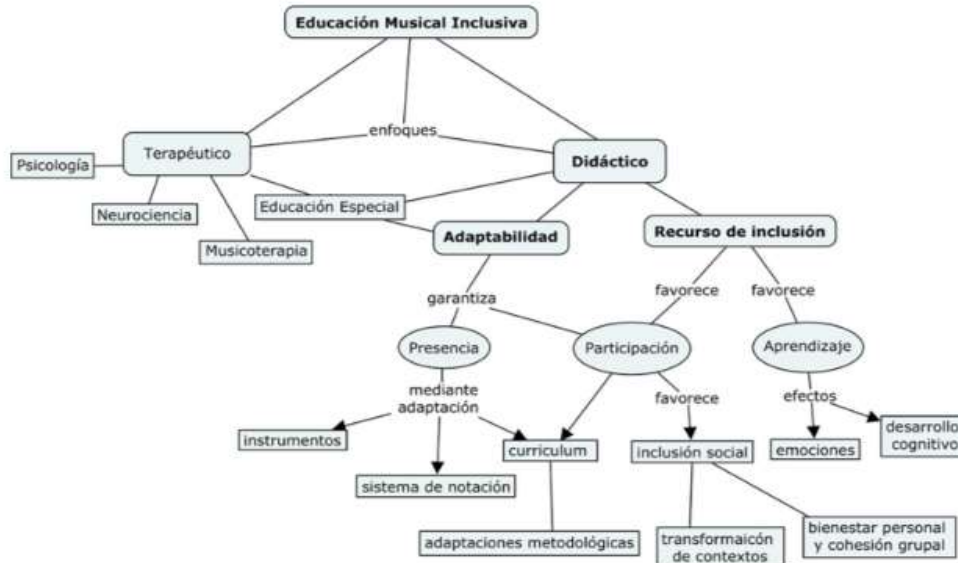 Educación Musical Inclusiva
enfoques
Terapéutico
Didáctico
Psicología
Neurociencia
Educación Especial
Musicoterapia
Adaptabilidad
Recurso de inclusión
garantiza
favorece
favorece
Presencia
Participación
Aprendizaje
mediante
adaptación
favorece
efectos
instrumentos
sistema de notación
curriculum
inclusión social
emociones
desarrollo
cognitivo
adaptaciones metodológicas
transformaicón
de contextos
bienestar personal
y cohesión grupal